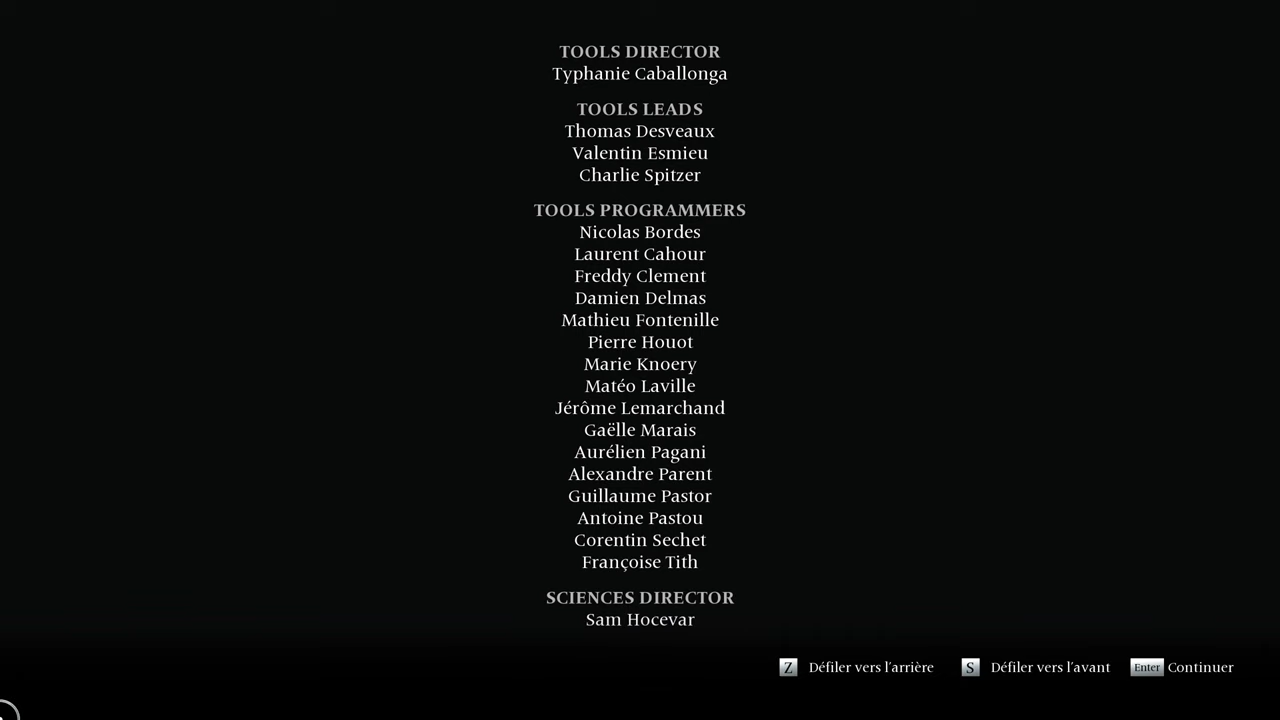 TOOLS DIRECTOR
Typhanie Caballonga
TOOLS LEADS
Thomas Desveaux
Valentin Esmieu
Charlie Spitzer
TOOLS PROGRAMMERS
Nicolas Bordes
Laurent Cahour
Freddy Clement
Damien Delmas
Mathieu Fontenille
Pierre Houot
Marie Knoery
Matéo Laville
Jérôme Lemarchand
Gaëlle Marais
Aurélien Pagani
Alexandre Parent
Guillaume Pastor
Antoine Pastou
Corentin Sechet
Françoise Tith
SCIENCES DIRECTOR
Sam Hocevar
Z Défiler vers l'arrière S Défiler vers l'avant Enter Continuer